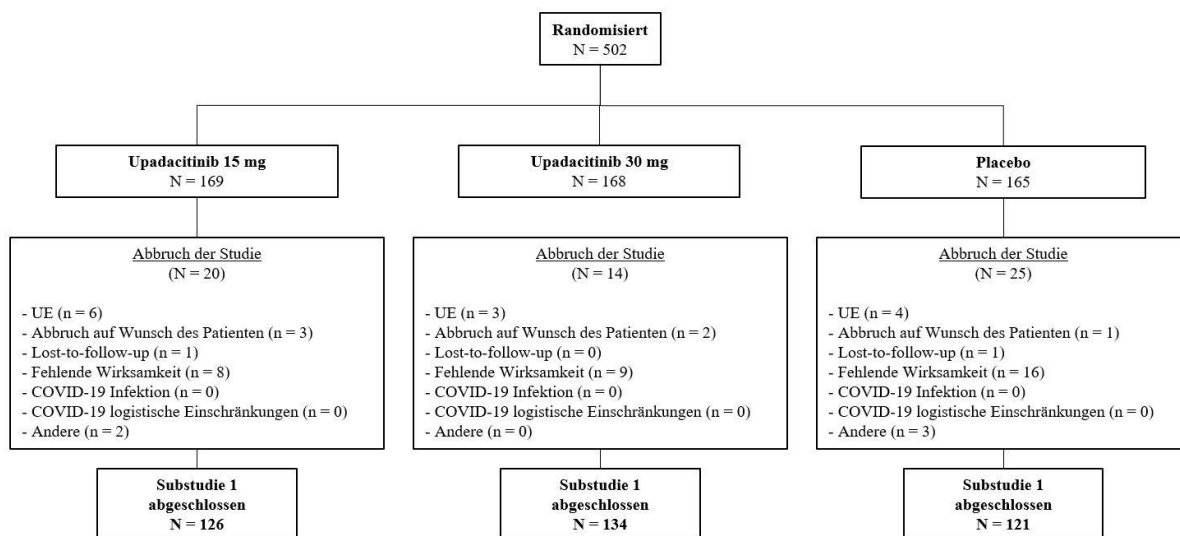 Randomisiert
N = 502
Upadacitinib 15 mg
N = 169
Upadacitinib 30 mg
N = 168
Placebo
N = 165
Abbruch der Studie
(N = 20)
- UE (n = 6)
- Abbruch auf Wunsch des Patienten (n = 3)
- Lost-to-follow-up (n = 1)
- Fehlende Wirksamkeit (n = 8)
- COVID-19 Infektion (n = 0)
- COVID-19 logistische Einschränkungen (n = 0)
- Andere (n = 2)
Abbruch der Studie
(N = 14)
- UE (n = 3)
- Abbruch auf Wunsch des Patienten (n = 2)
- Lost-to-follow-up (n = 0)
- Fehlende Wirksamkeit (n = 9)
- COVID-19 Infektion (n = 0)
- COVID-19 logistische Einschränkungen (n = 0)
- Andere (n = 0)
Abbruch der Studie
(N = 25)
- UE (n = 4)
- Abbruch auf Wunsch des Patienten (n = 1)
- Lost-to-follow-up (n = 1)
- Fehlende Wirksamkeit (n = 16)
- COVID-19 Infektion (n = 0)
- COVID-19 logistische Einschränkungen (n = 0)
- Andere (n = 3)
Substudie 1
abgeschlossen
N = 126
Substudie 1
abgeschlossen
N = 134
Substudie 1
abgeschlossen
N = 121